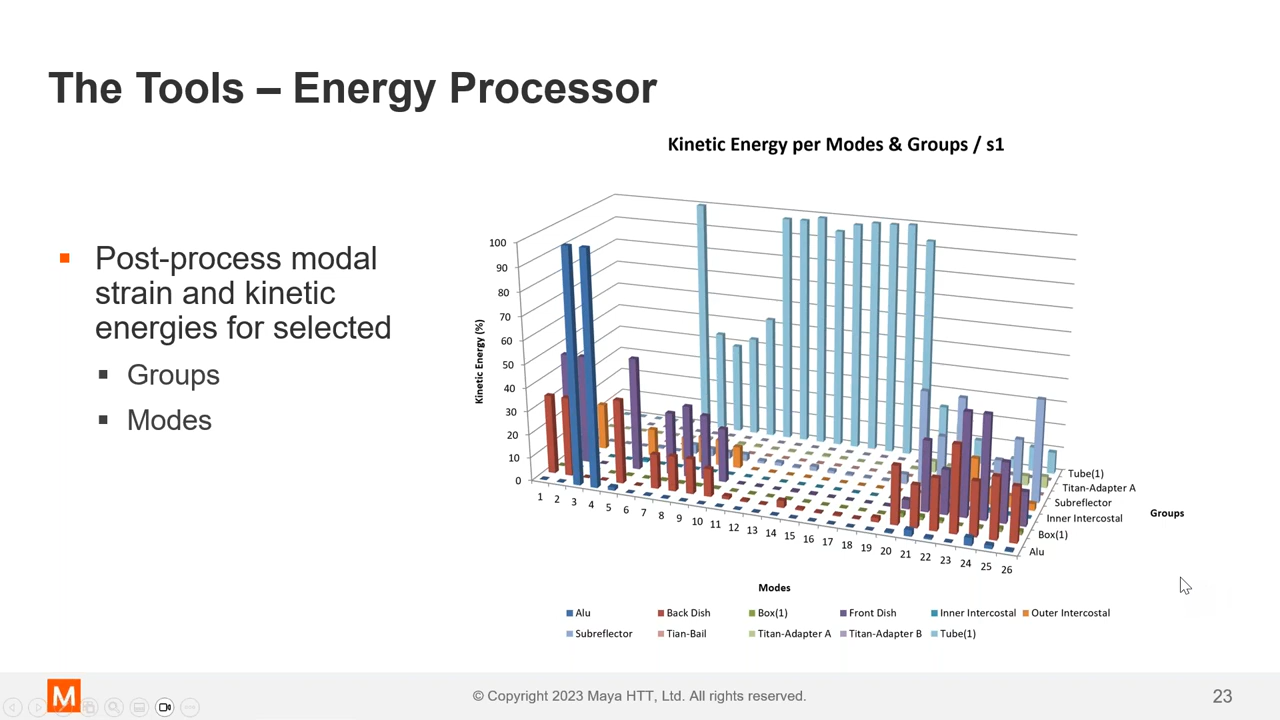 The Tools – Energy Processor
Kinetic Energy per Modes & Groups / s1
Post-process modal
strain and kinetic
energies for selected
Groups
Modes
Kinetic Energy (%)
100
90
80
70
60
50
40
30
20
10
0
1 2 3 4 5 6 7 8 9 10 11 12 13 14 15 16 17 18 19 20 21 22 23 24 25 26
Tube(1)
Titan-Adapter A
Subreflector
Inner Intercostal
Box(1)
Alu
Groups
Modes
Alu Back Dish Box(1) Front Dish Inner Intercostal Outer Intercostal
Subreflector Tian-Bail Titan-Adapter A Titan-Adapter B Tube(1)
M
© Copyright 2023 Maya HTT, Ltd. All rights reserved.
23